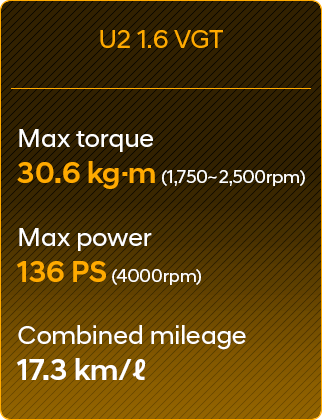 U2 1.6 VGT
Max torque
30.6 kg·m (1,750~2,500rpm)
Max power
136 PS (4000rpm)
Combined mileage
17.3 km/ℓ